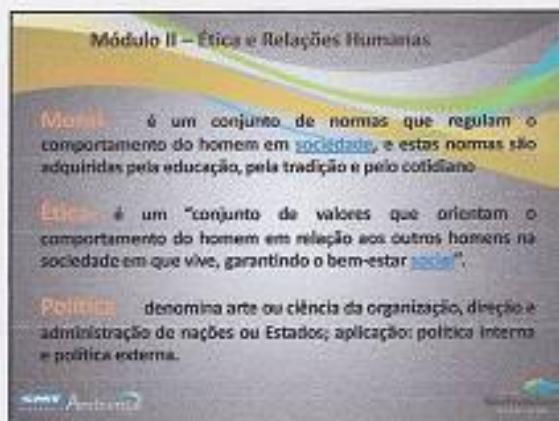 Módulo II – Ética e Relações Humanas
Moral- é um conjunto de normas que regulam o
comportamento do homem em sociedade, e estas normas são
adquiridas pela educação, pela tradição e pelo cotidiano
Ética- é um "conjunto de valores que orientam o
comportamento do homem em relação aos outros homens na
sociedade em que vive, garantindo o bem-estar social".
Política denomina arte ou ciência da organização, direção e
administração de nações ou Estados; aplicação: política interna
e política externa.